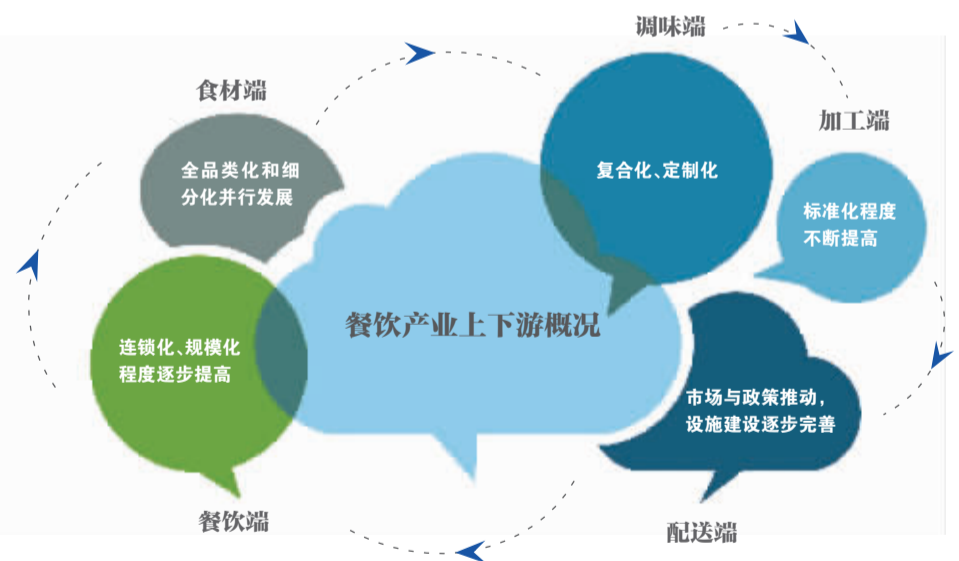 调味端
食材端
加工端
全品类化和细
分化并行发展
复合化、定制化
标准化程度
不断提高
餐饮产业上下游概况
连锁化、规模化
程度逐步提高
市场与政策推动，
设施建设逐步完善
餐饮端
配送端